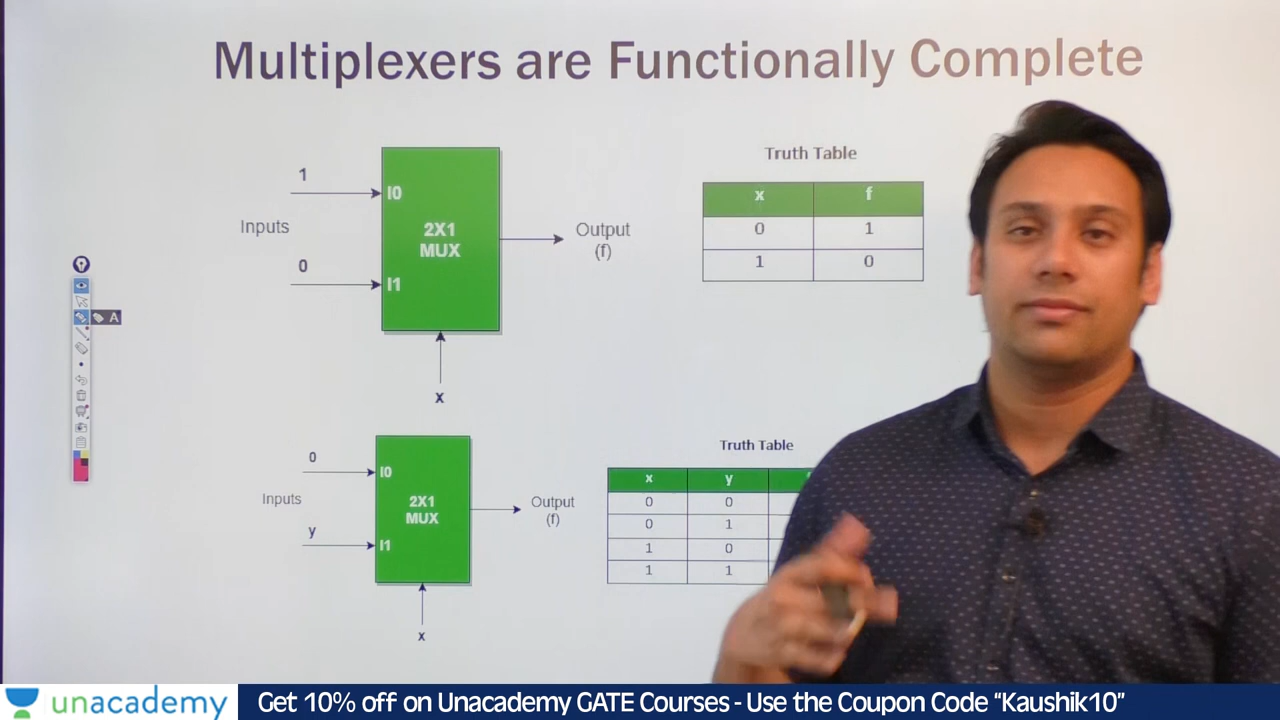 Multiplexers are Functionally Complete
1
I0
Inputs
2X1
MUX
Output
(f)
0
I1
x
Truth Table
x f
0 1
1 0
A
0
I0
Inputs
2X1
MUX
Output
(f)
y
I1
x
Truth Table
x y
0 0
0 1
1 0
1 1
unacademy
Get 10% off on Unacademy GATE Courses - Use the Coupon Code “Kaushik10”